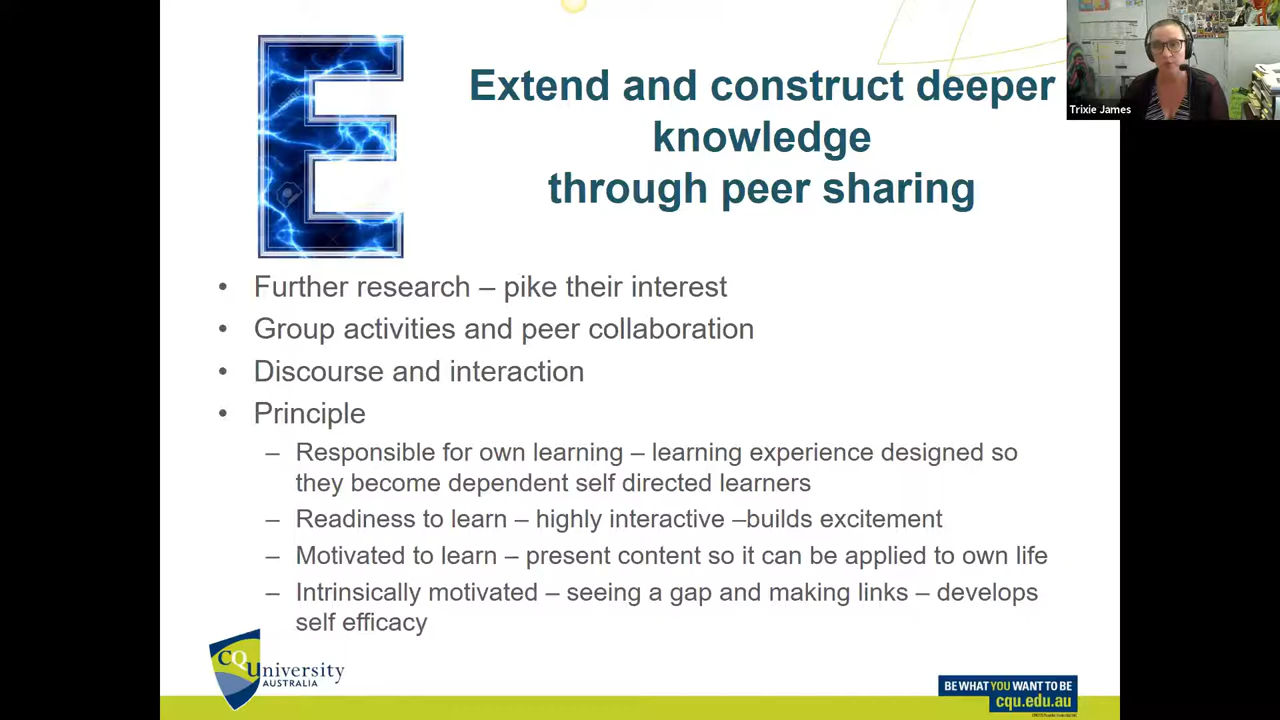 E
Extend and construct deeper
knowledge
through peer sharing
Trixie James
• Further research – pike their interest
• Group activities and peer collaboration
• Discourse and interaction
• Principle
– Responsible for own learning – learning experience designed so
they become dependent self directed learners
– Readiness to learn – highly interactive –builds excitement
– Motivated to learn – present content so it can be applied to own life
– Intrinsically motivated – seeing a gap and making links – develops
self efficacy
CQUniversity
AUSTRALIA
BE WHAT YOU WANT TO BE
cqu.edu.au